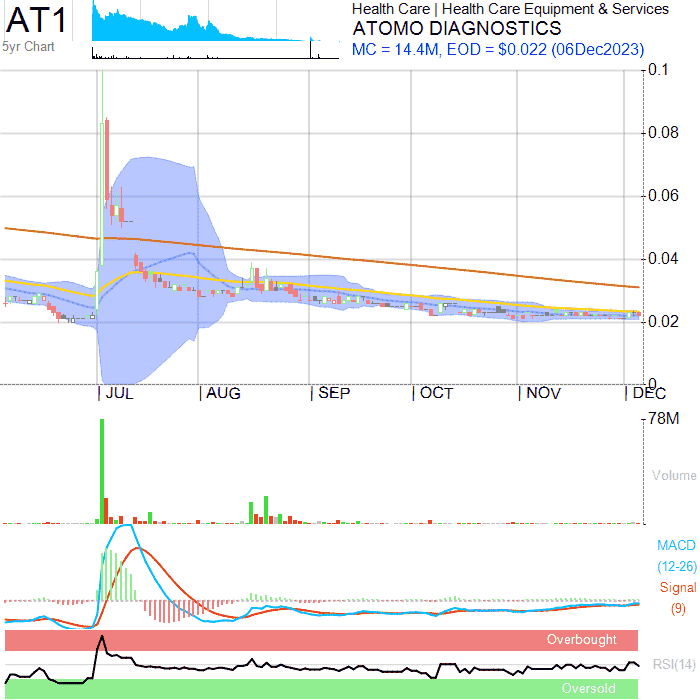 AT1
5yr Chart
Health Care | Health Care Equipment & Services
ATOMO DIAGNOSTICS
MC = 14.4M, EOD = $0.022 (06Dec2023)
0.1
0.08
0.06
0.04
0.02
0
JUL AUG SEP OCT NOV DEC
78M
Volume
MACD
(12-26)
Signal
(9)
Overbought
RSI(14)
Oversold